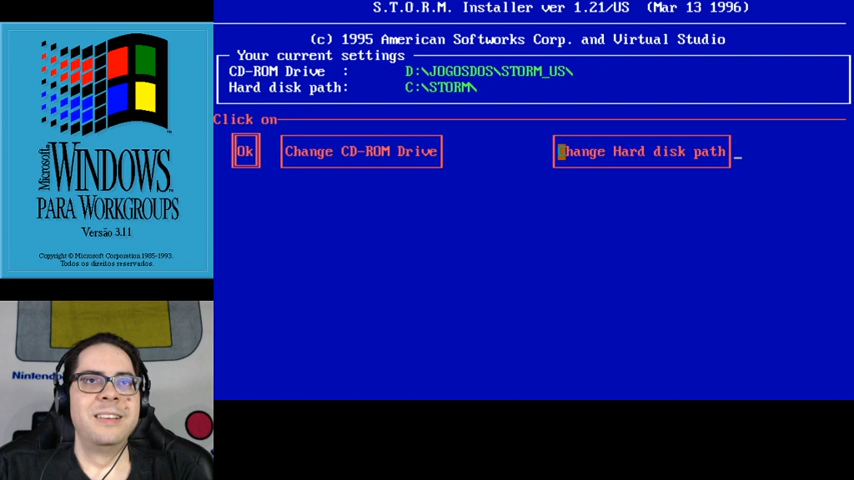 S.T.O.R.M. Installer ver 1.21/US (Mar 13 1996)
(c) 1995 American Softworks Corp. and Virtual Studio
Your current settings
CD-ROM Drive : D:\JOGOSDOS\STORM_US\
Hard disk path: C:\STORM\
Click on
Ok
Change CD-ROM Drive
Change Hard disk path
Microsoft
WINDOWS
PARA WORKGROUPS
Versão 3.11
Copyright © Microsoft Corporation 1985-1993.
Todos os direitos reservados.
Nintendo